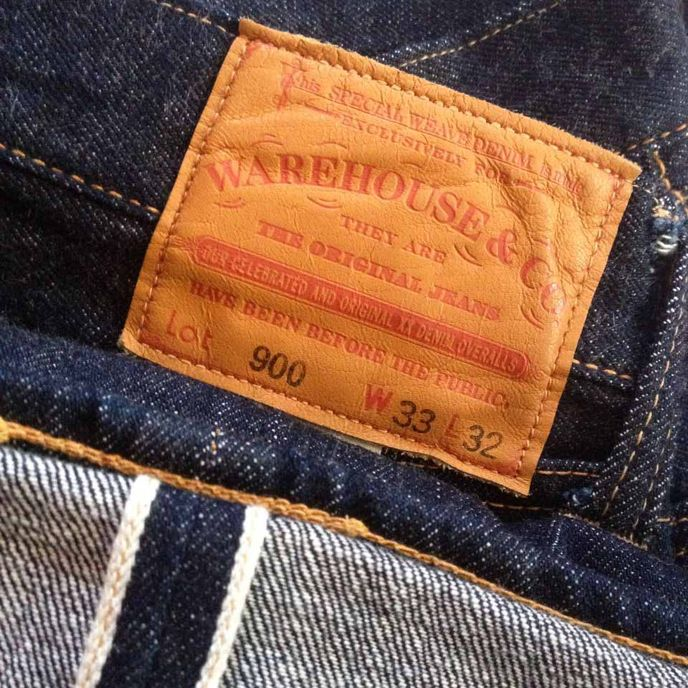 This SPECIAL WEAVE DENIM is made
EXCLUSIVELY FOR
WAREHOUSE & CO
THEY ARE
THE ORIGINAL JEANS
OUR CELEBRATED AND ORIGINAL XX DENIM OVERALLS
HAVE BEEN BEFORE THE PUBLIC.
Lot 900 W 33 L 32